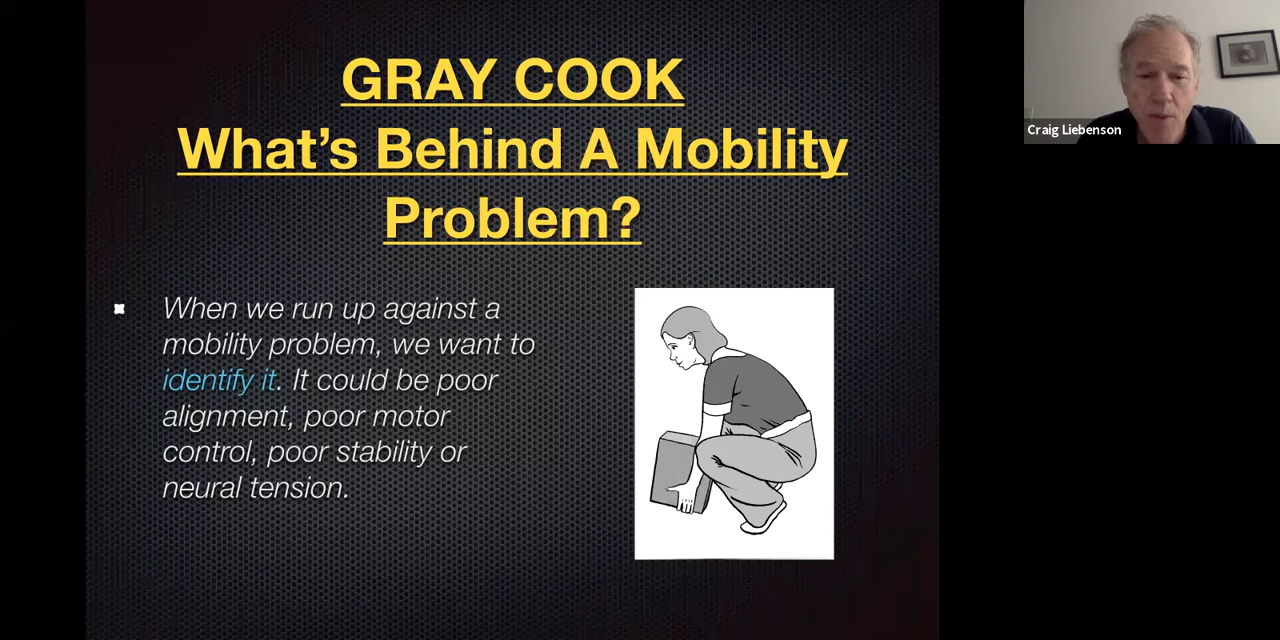 GRAY COOK
What's Behind A Mobility
Problem?
When we run up against a
mobility problem, we want to
identify it. It could be poor
alignment, poor motor
control, poor stability or
neural tension.
Craig Liebenson